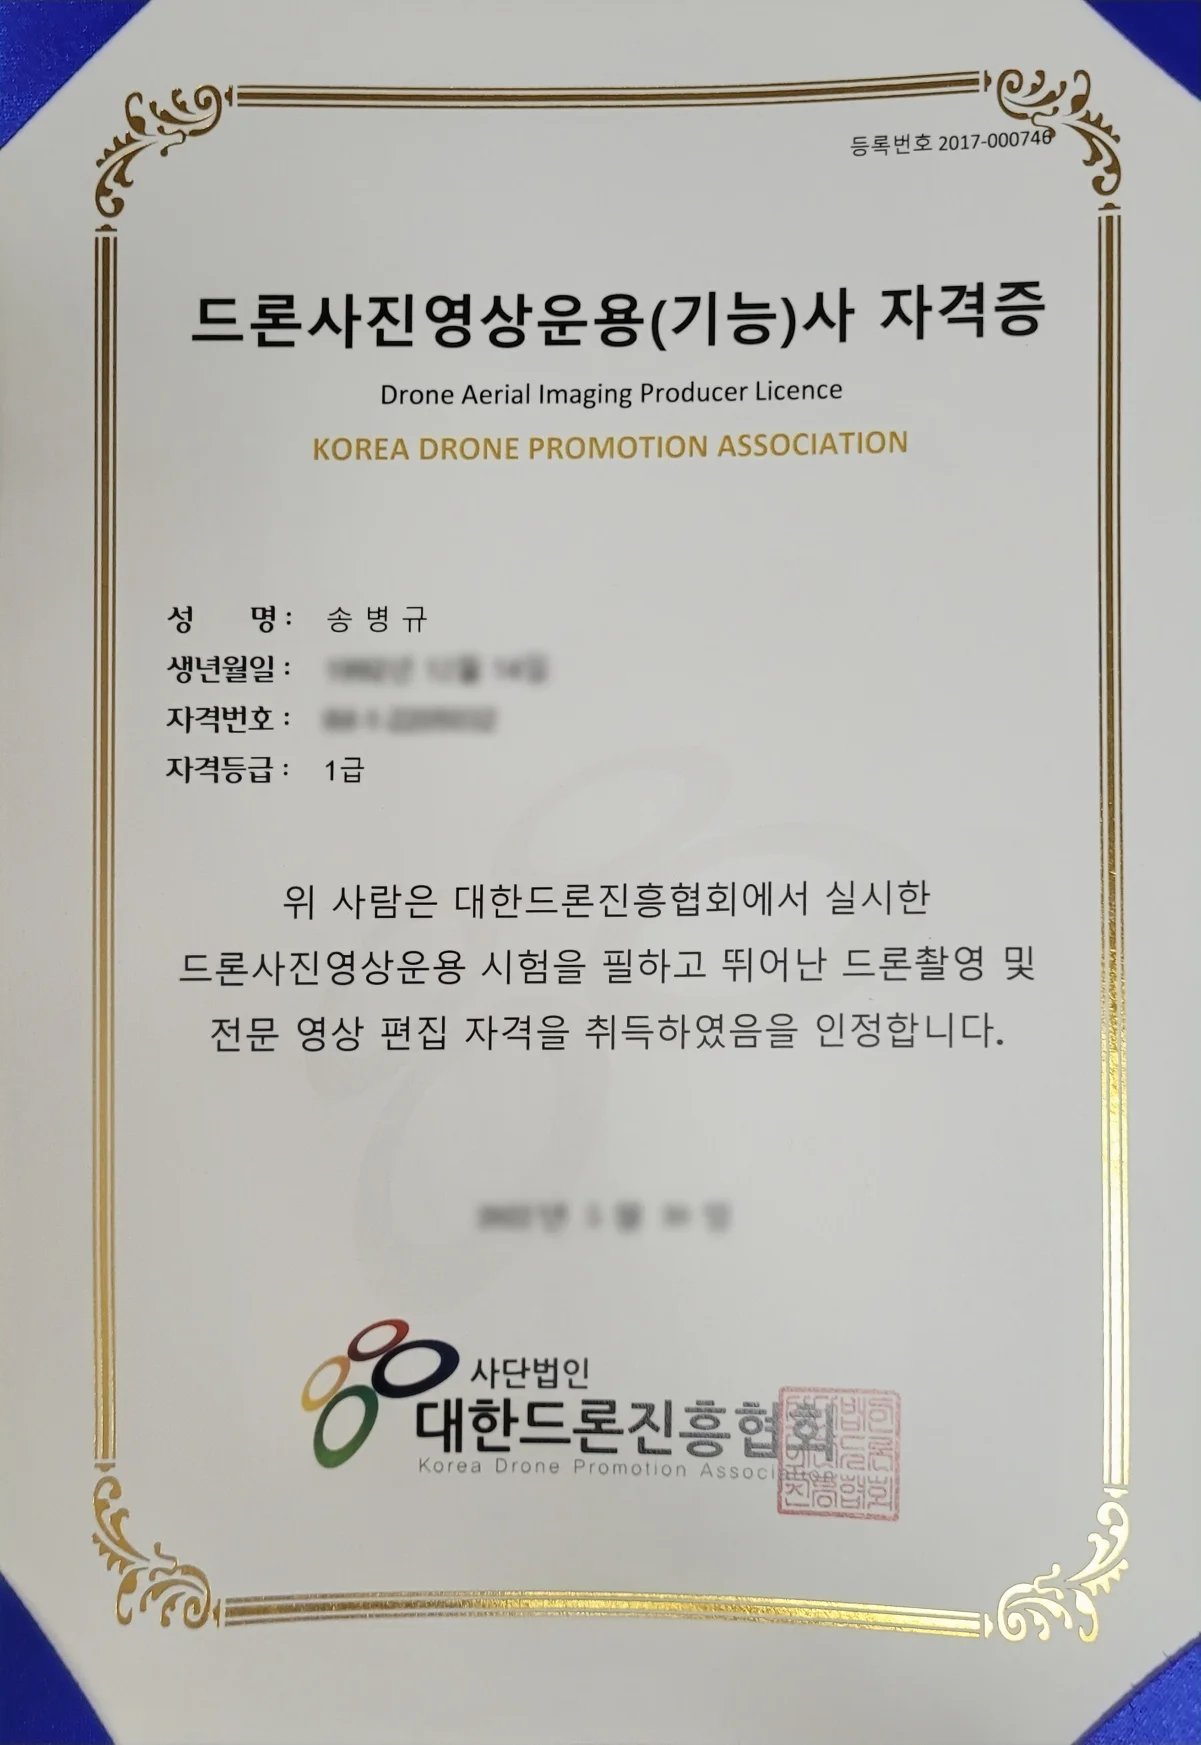 등록번호 2017-000746
드론사진영상운용(기능)사 자격증
Drone Aerial Imaging Producer Licence
KOREA DRONE PROMOTION ASSOCIATION
성 명 : 송 병 규
생년월일 :
자격번호 :
자격등급 : 1급
위 사람은 대한드론진흥협회에서 실시한
드론사진영상운용 시험을 필하고 뛰어난 드론촬영 및
전문 영상 편집 자격을 취득하였음을 인정합니다.
사단법인
대한드론진흥협회
Korea Drone Promotion Association